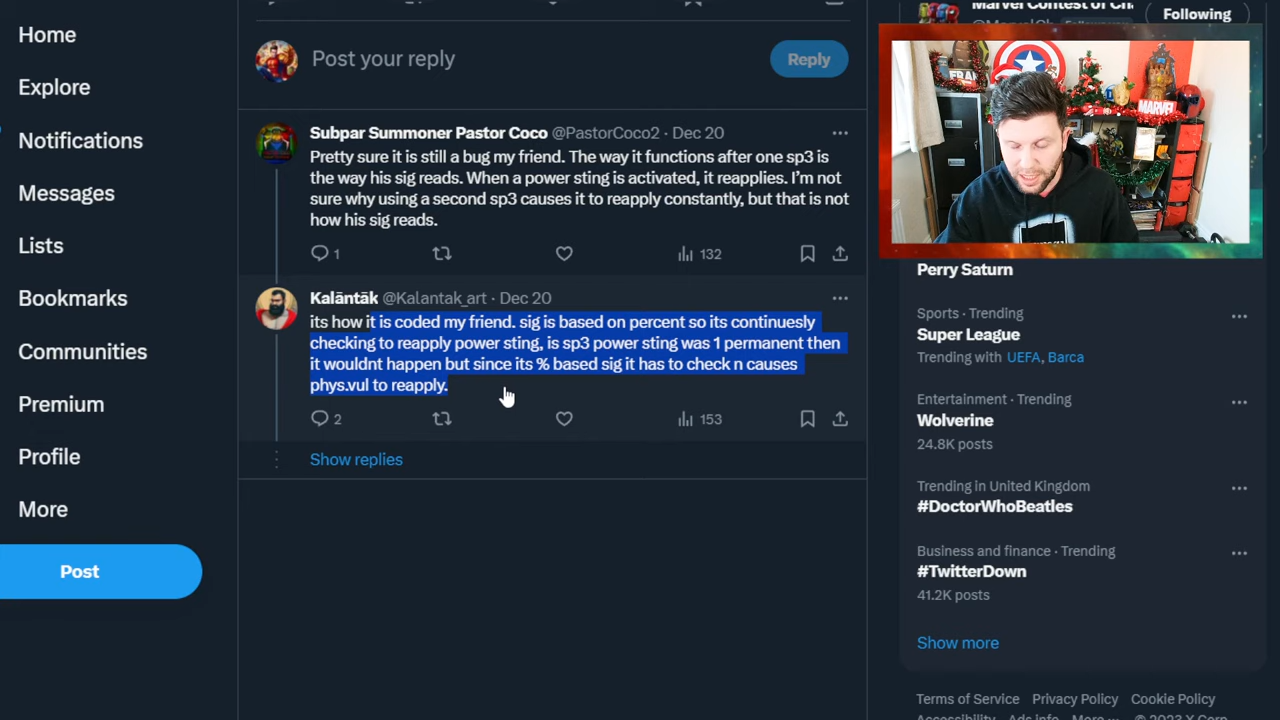 Home
Explore
Notifications
Messages
Lists
Bookmarks
Communities
Premium
Profile
More
Post
Post your reply
Reply
Subpar Summoner Pastor Coco @PastorCoco2 · Dec 20
Pretty sure it is still a bug my friend. The way it functions after one sp3 is
the way his sig reads. When a power sting is activated, it reapplies. I'm not
sure why using a second sp3 causes it to reapply constantly, but that is not
how his sig reads.
1
132
Kalāntāk @Kalantak_art · Dec 20
its how it is coded my friend. sig is based on percent so its continuesly
checking to reapply power sting, is sp3 power sting was 1 permanent then
it wouldnt happen but since its % based sig it has to check n causes
phys.vul to reapply.
2
153
Show replies
Marvel Contest of
Following
MARVEL
Perry Saturn
Sports · Trending
Super League
Trending with UEFA, Barca
Entertainment · Trending
Wolverine
24.8K posts
Trending in United Kingdom
#DoctorWhoBeatles
Business and finance · Trending
#TwitterDown
41.2K posts
Show more
Terms of Service Privacy Policy Cookie Policy
Accessibility Ads info More ... © 2023 X Corp